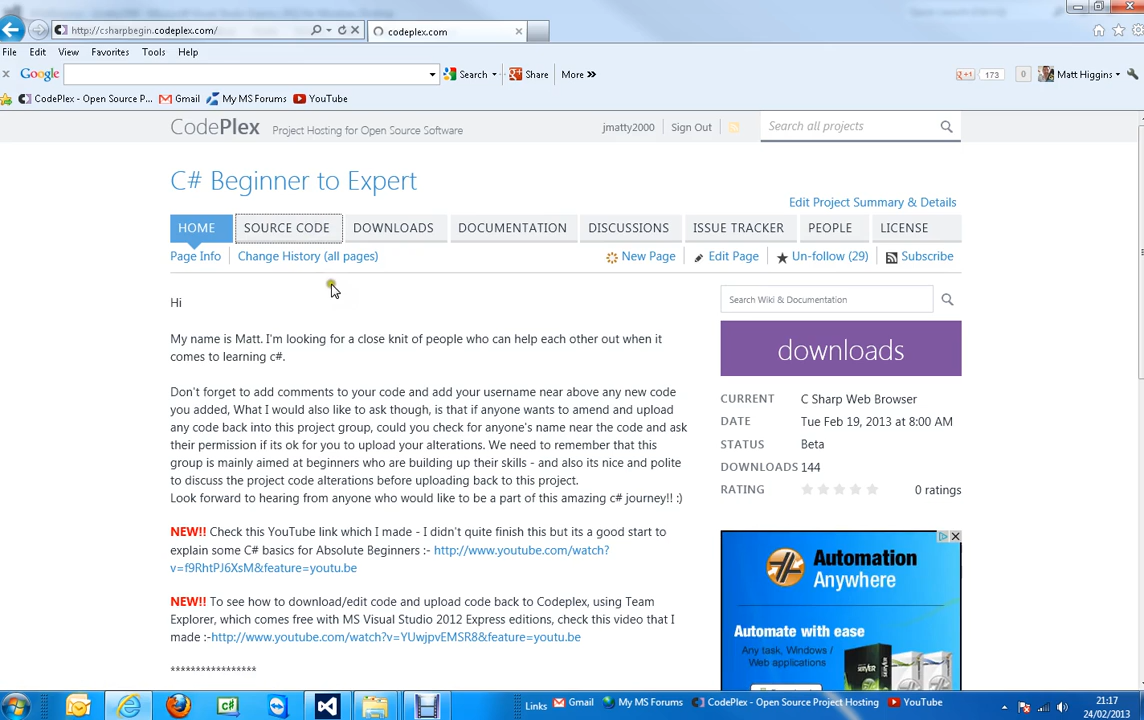 http://csharpbegin.codeplex.com/
codeplex.com
File Edit View Favorites Tools Help
Google Search Share More »
+1 173 0 Matt Higgins
CodePlex - Open Source P... Gmail My MS Forums YouTube
CodePlex Project Hosting for Open Source Software
jmatty2000 Sign Out Search all projects
C# Beginner to Expert
Edit Project Summary & Details
HOME SOURCE CODE DOWNLOADS DOCUMENTATION DISCUSSIONS ISSUE TRACKER PEOPLE LICENSE
Page Info Change History (all pages) New Page Edit Page Un-follow (29) Subscribe
Hi
Search Wiki & Documentation
My name is Matt. I'm looking for a close knit of people who can help each other out when it
comes to learning c#.
downloads
Don't forget to add comments to your code and add your username near above any new code
you added, What I would also like to ask though, is that if anyone wants to amend and upload
any code back into this project group, could you check for anyone's name near the code and ask
their permission if its ok for you to upload your alterations. We need to remember that this
group is mainly aimed at beginners who are building up their skills - and also its nice and polite
to discuss the project code alterations before uploading back to this project.
Look forward to hearing from anyone who would like to be a part of this amazing c# journey!! :)
CURRENT C Sharp Web Browser
DATE Tue Feb 19, 2013 at 8:00 AM
STATUS Beta
DOWNLOADS 144
RATING 0 ratings
NEW!! Check this YouTube link which I made - I didn't quite finish this but its a good start to
explain some C# basics for Absolute Beginners :- http://www.youtube.com/watch?
v=f9RhtPJ6XsM&feature=youtu.be
NEW!! To see how to download/edit code and upload code back to Codeplex, using Team
Explorer, which comes free with MS Visual Studio 2012 Express editions, check this video that I
made :-http://www.youtube.com/watch?v=YUwjpvEMSR8&feature=youtu.be
*****************
Automation
Anywhere
Automate with ease
Any task, Windows /
Web applications
Links Gmail My MS Forums CodePlex - Open Source Project Hosting YouTube
21:17
24/02/2013